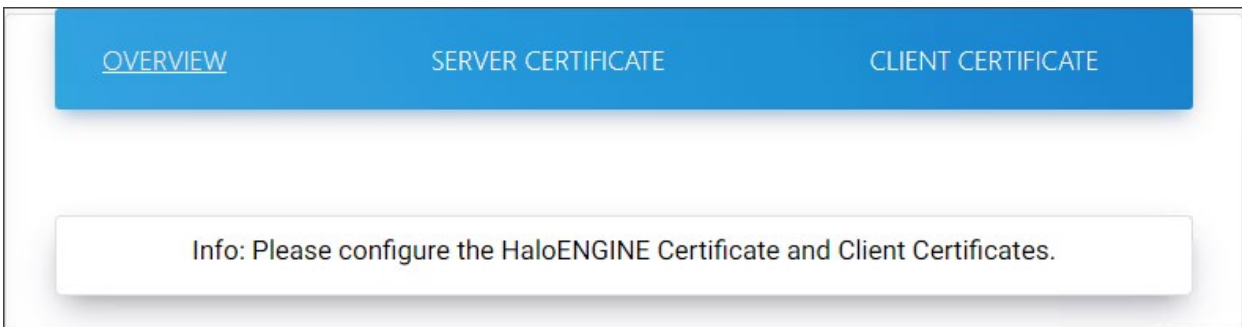 OVERVIEW SERVER CERTIFICATE CLIENT CERTIFICATE
Info: Please configure the HaloENGINE Certificate and Client Certificates.